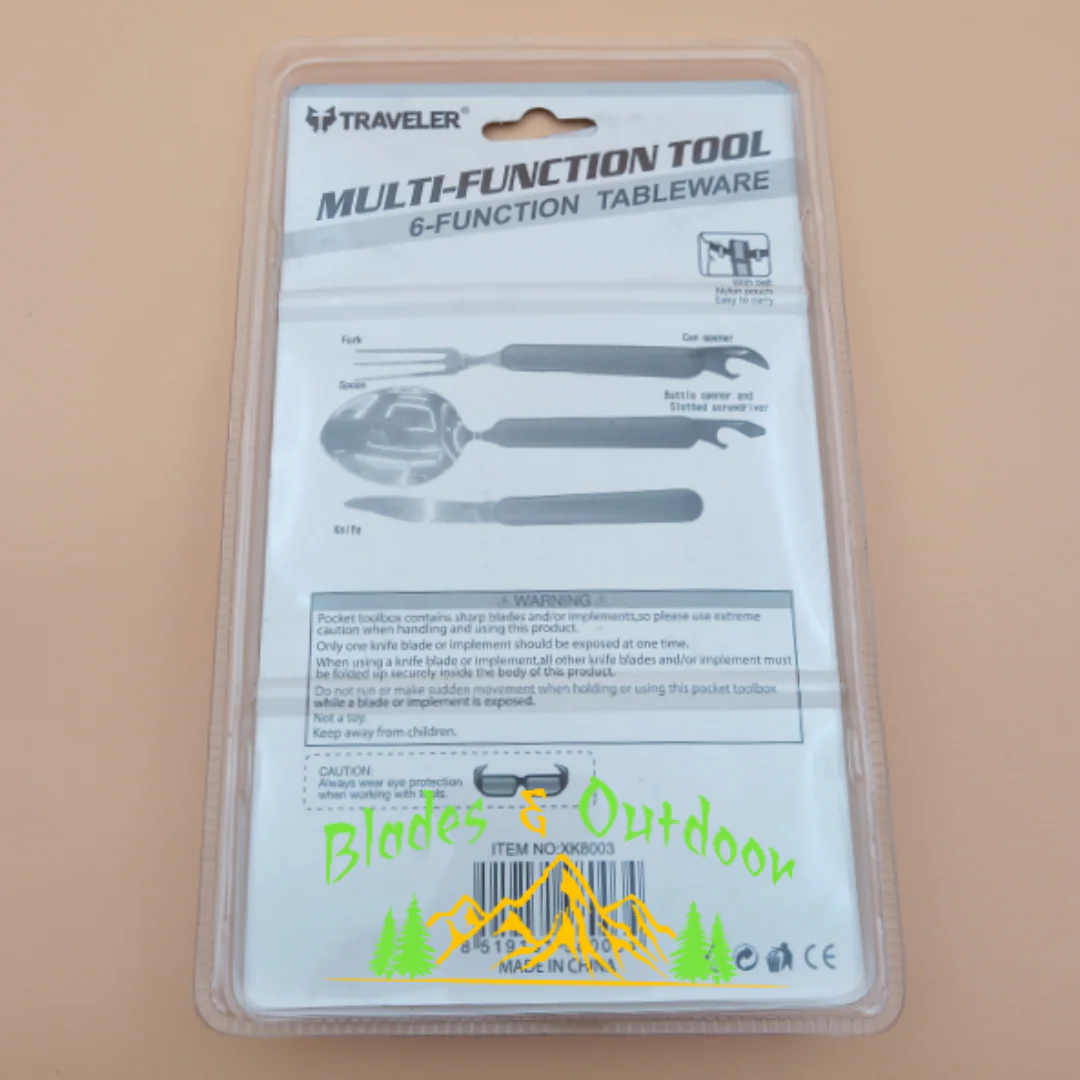 TRAVELER®
MULTI-FUNCTION TOOL
6-FUNCTION TABLEWARE
With belt
Nylon pouch
Easy to carry
Fork
Can opener
Spoon
Bottle opener and
Slotted screwdriver
Knife
⚠ WARNING ⚠
Pocket toolbox contains sharp blades and/or implements,so please use extreme
caution when handling and using this product.
Only one knife blade or implement should be exposed at one time.
When using a knife blade or implement,all other knife blades and/or implement must
be folded up securely inside the body of this product.
Do not run or make sudden movement when holding or using this pocket toolbox
while a blade or implement is exposed.
Not a toy.
Keep away from children.
CAUTION:
Always wear eye protection
when working with tools.
Blades & Outdoor
ITEM NO:XK8003
MADE IN CHINA
CE